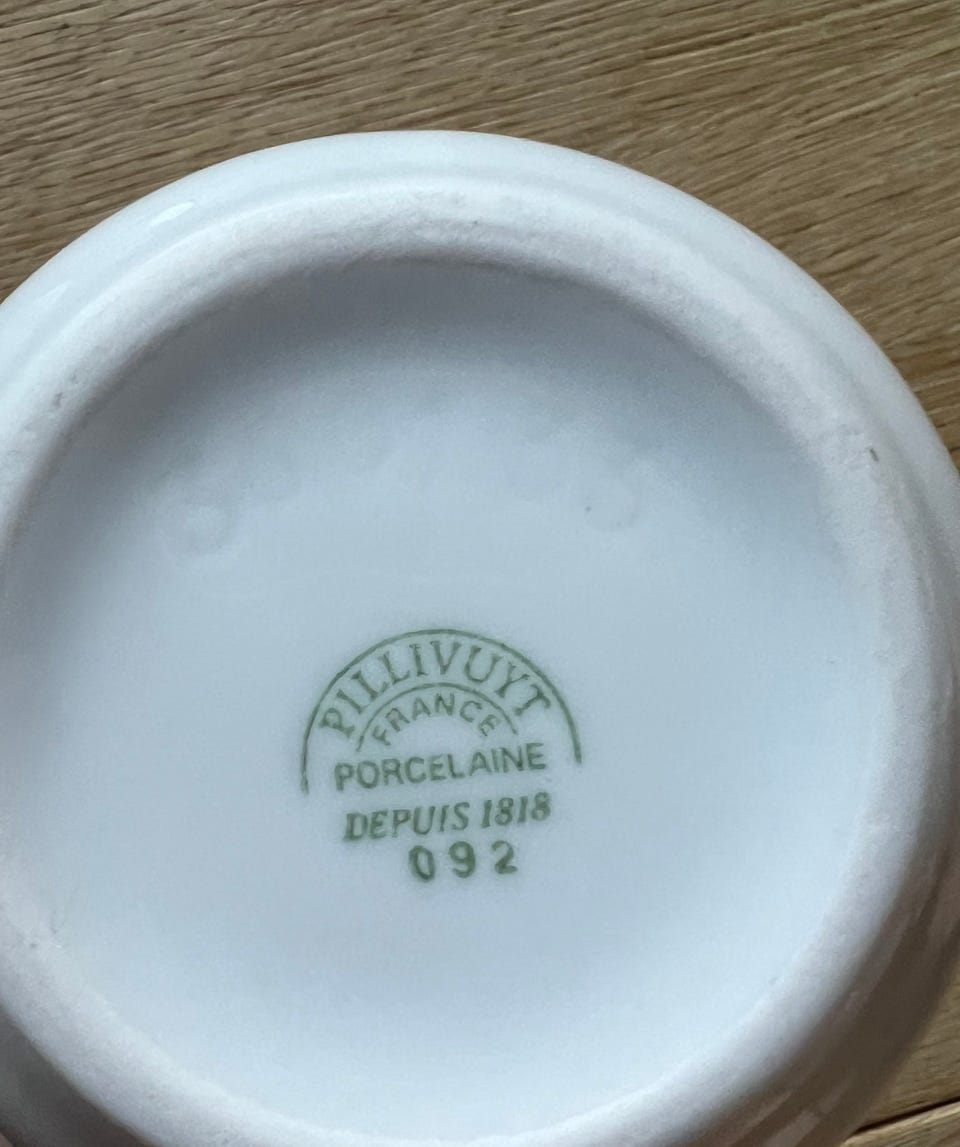 PILLIVUYT
FRANCE
PORCELAINE
DEPUIS 1818
092